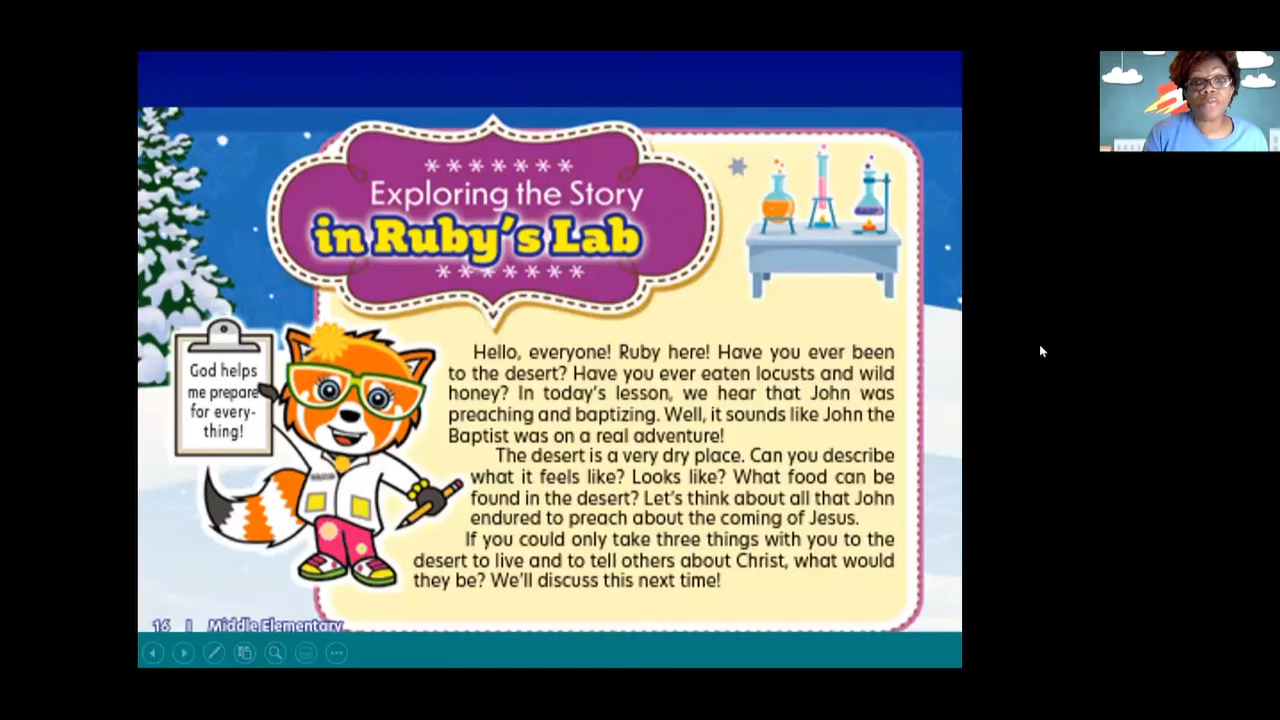 * * * * * * *
Exploring the Story
in Ruby's Lab
* * * * * * *
God helps
me prepare
for every-
thing!
Hello, everyone! Ruby here! Have you ever been
to the desert? Have you ever eaten locusts and wild
honey? In today's lesson, we hear that John was
preaching and baptizing. Well, it sounds like John the
Baptist was on a real adventure!
The desert is a very dry place. Can you describe
what it feels like? Looks like? What food can be
found in the desert? Let's think about all that John
endured to preach about the coming of Jesus.
If you could only take three things with you to the
desert to live and to tell others about Christ, what would
they be? We'll discuss this next time!
16 | Middle Elementary